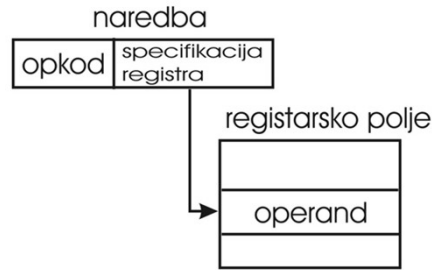 naredba
opkod
specifikacija
registra
registarsko polje
operand